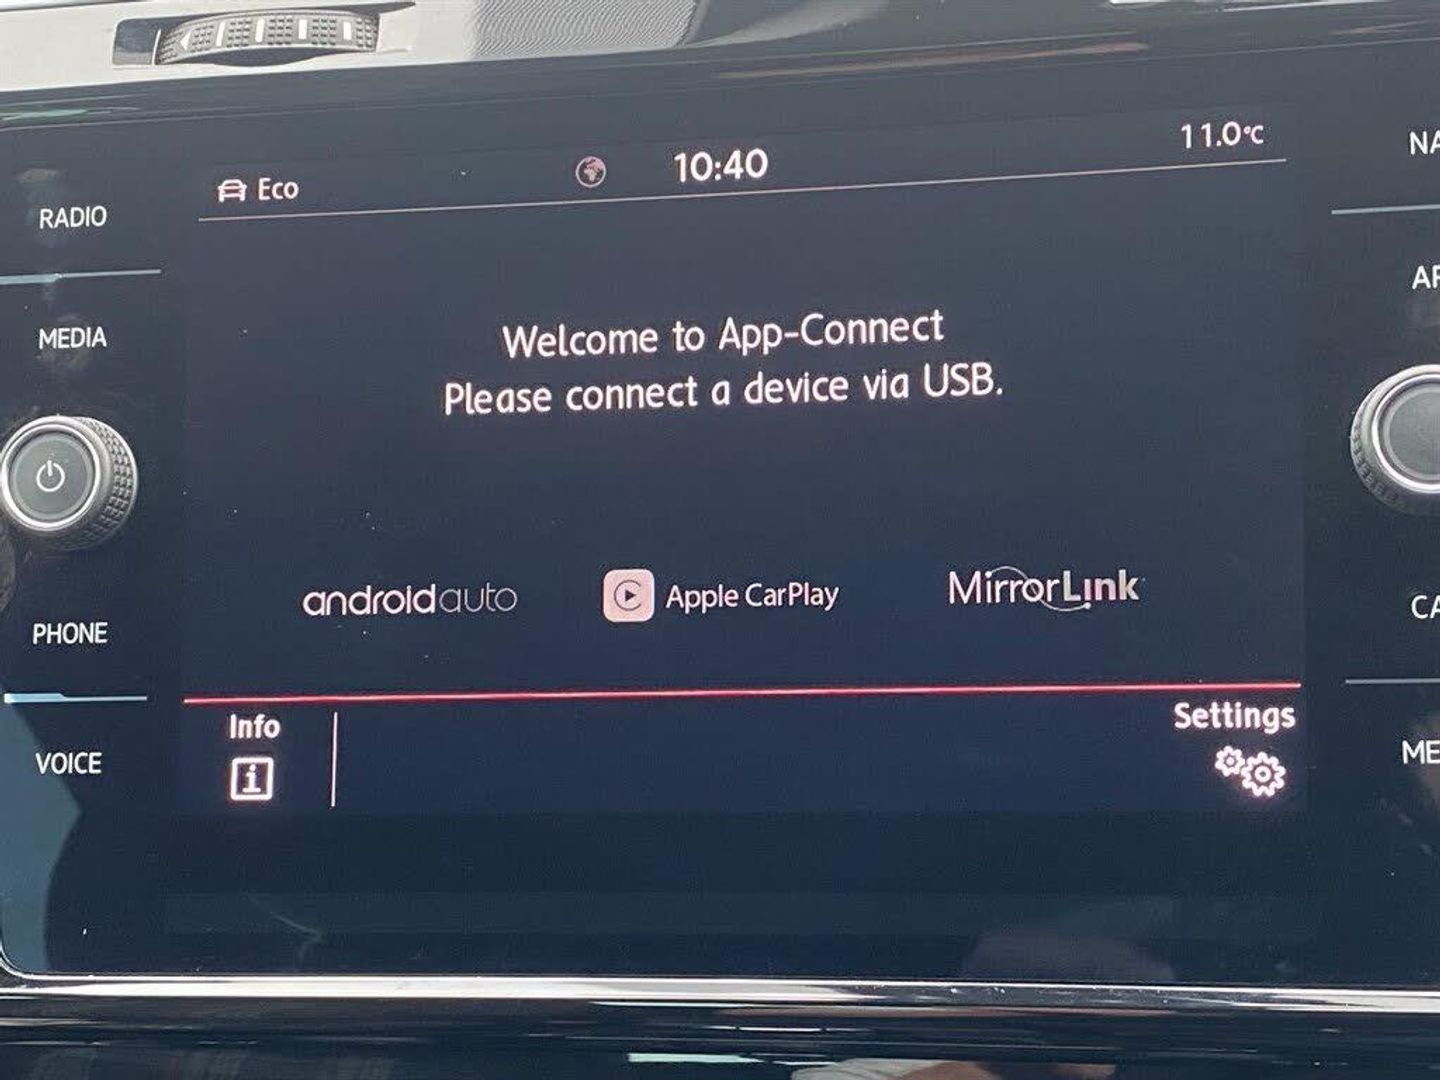 Eco 10:40 11.0°C
RADIO
MEDIA
Welcome to App-Connect
Please connect a device via USB.
androidauto Apple CarPlay MirrorLink
PHONE
VOICE
Info Settings